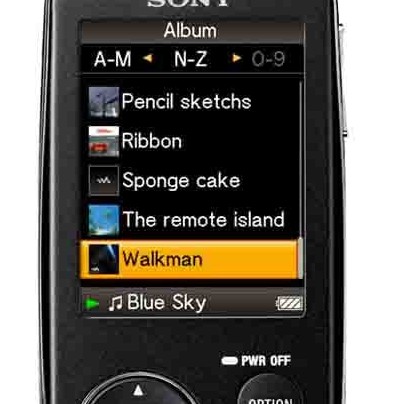 SONY
Album
A-M N-Z 0-9
Pencil sketchs
Ribbon
Sponge cake
The remote island
Walkman
Blue Sky
PWR OFF
OPTION